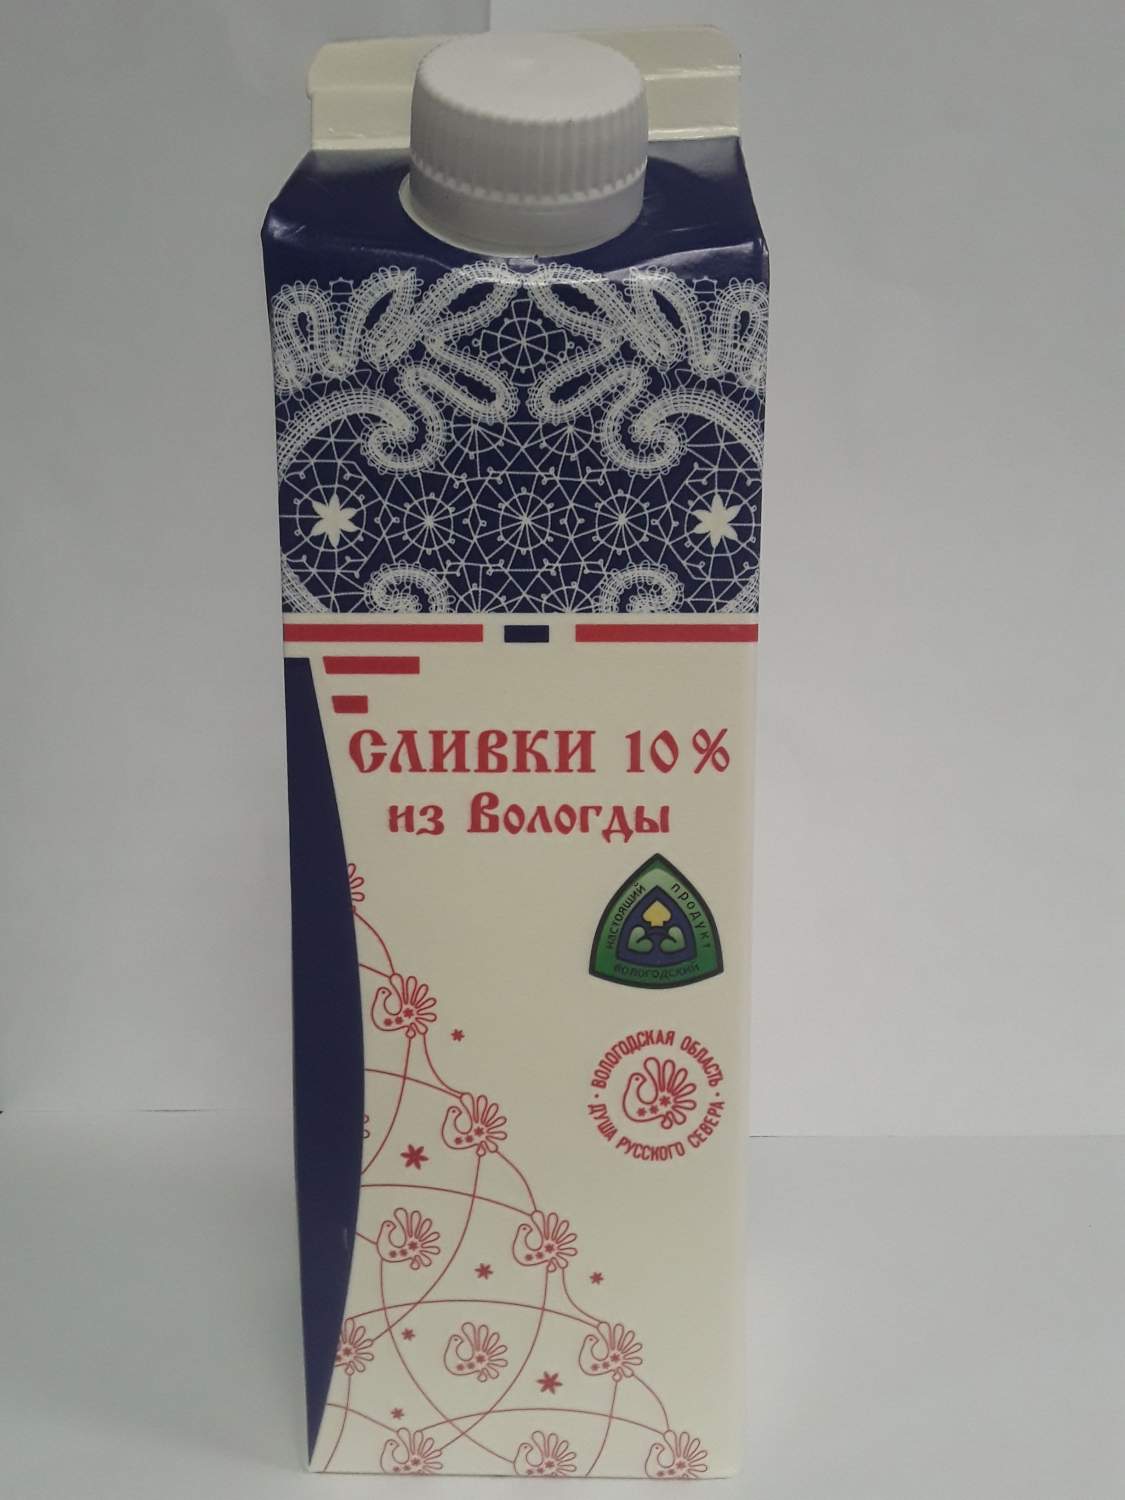 СЛИВКИ 10 %
из Вологды
НАСТОЯЩИЙ ПРОДУКТ
ВОЛОГОДСКИЙ
ВОЛОГОДСКАЯ ОБЛАСТЬ
ДУША РУССКОГО СЕВЕРА